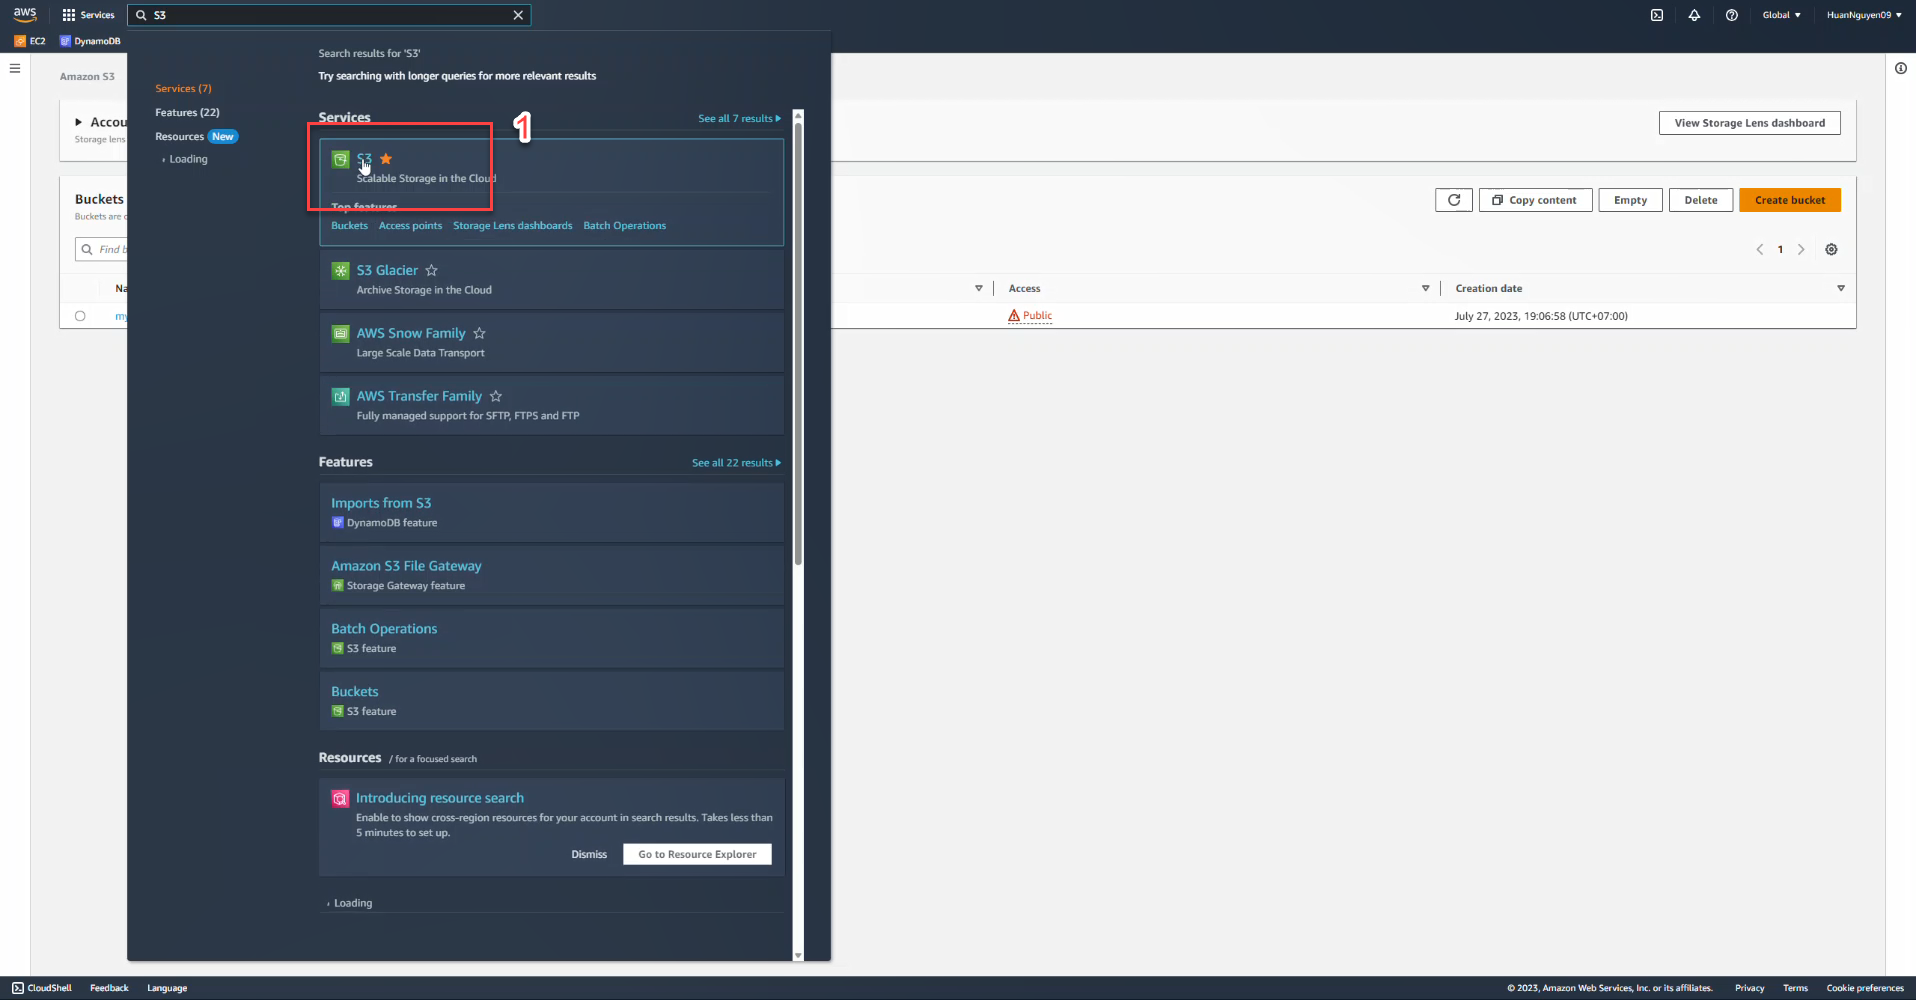 aws
Services
S3
Global
HuanNguyen09
EC2
DynamoDB
Search results for 'S3'
Try searching with longer queries for more relevant results
Services (7)
Features (22)
Resources New
Loading
Services
See all 7 results
1
S3
Scalable Storage in the Cloud
Top features
Buckets Access points Storage Lens dashboards Batch Operations
S3 Glacier
Archive Storage in the Cloud
AWS Snow Family
Large Scale Data Transport
AWS Transfer Family
Fully managed support for SFTP, FTPS and FTP
Features
See all 22 results
Imports from S3
DynamoDB feature
Amazon S3 File Gateway
Storage Gateway feature
Batch Operations
S3 feature
Buckets
S3 feature
Resources / for a focused search
Introducing resource search
Enable to show cross-region resources for your account in search results. Takes less than
5 minutes to set up.
Dismiss Go to Resource Explorer
Loading
Amazon S3
Accou
Storage lens
View Storage Lens dashboard
Buckets
Buckets are c
Copy content Empty Delete Create bucket
Find b
1
Na
Access
Creation date
my
Public
July 27, 2023, 19:06:58 (UTC+07:00)
CloudShell Feedback Language
© 2023, Amazon Web Services, Inc. or its affiliates. Privacy Terms Cookie preferences